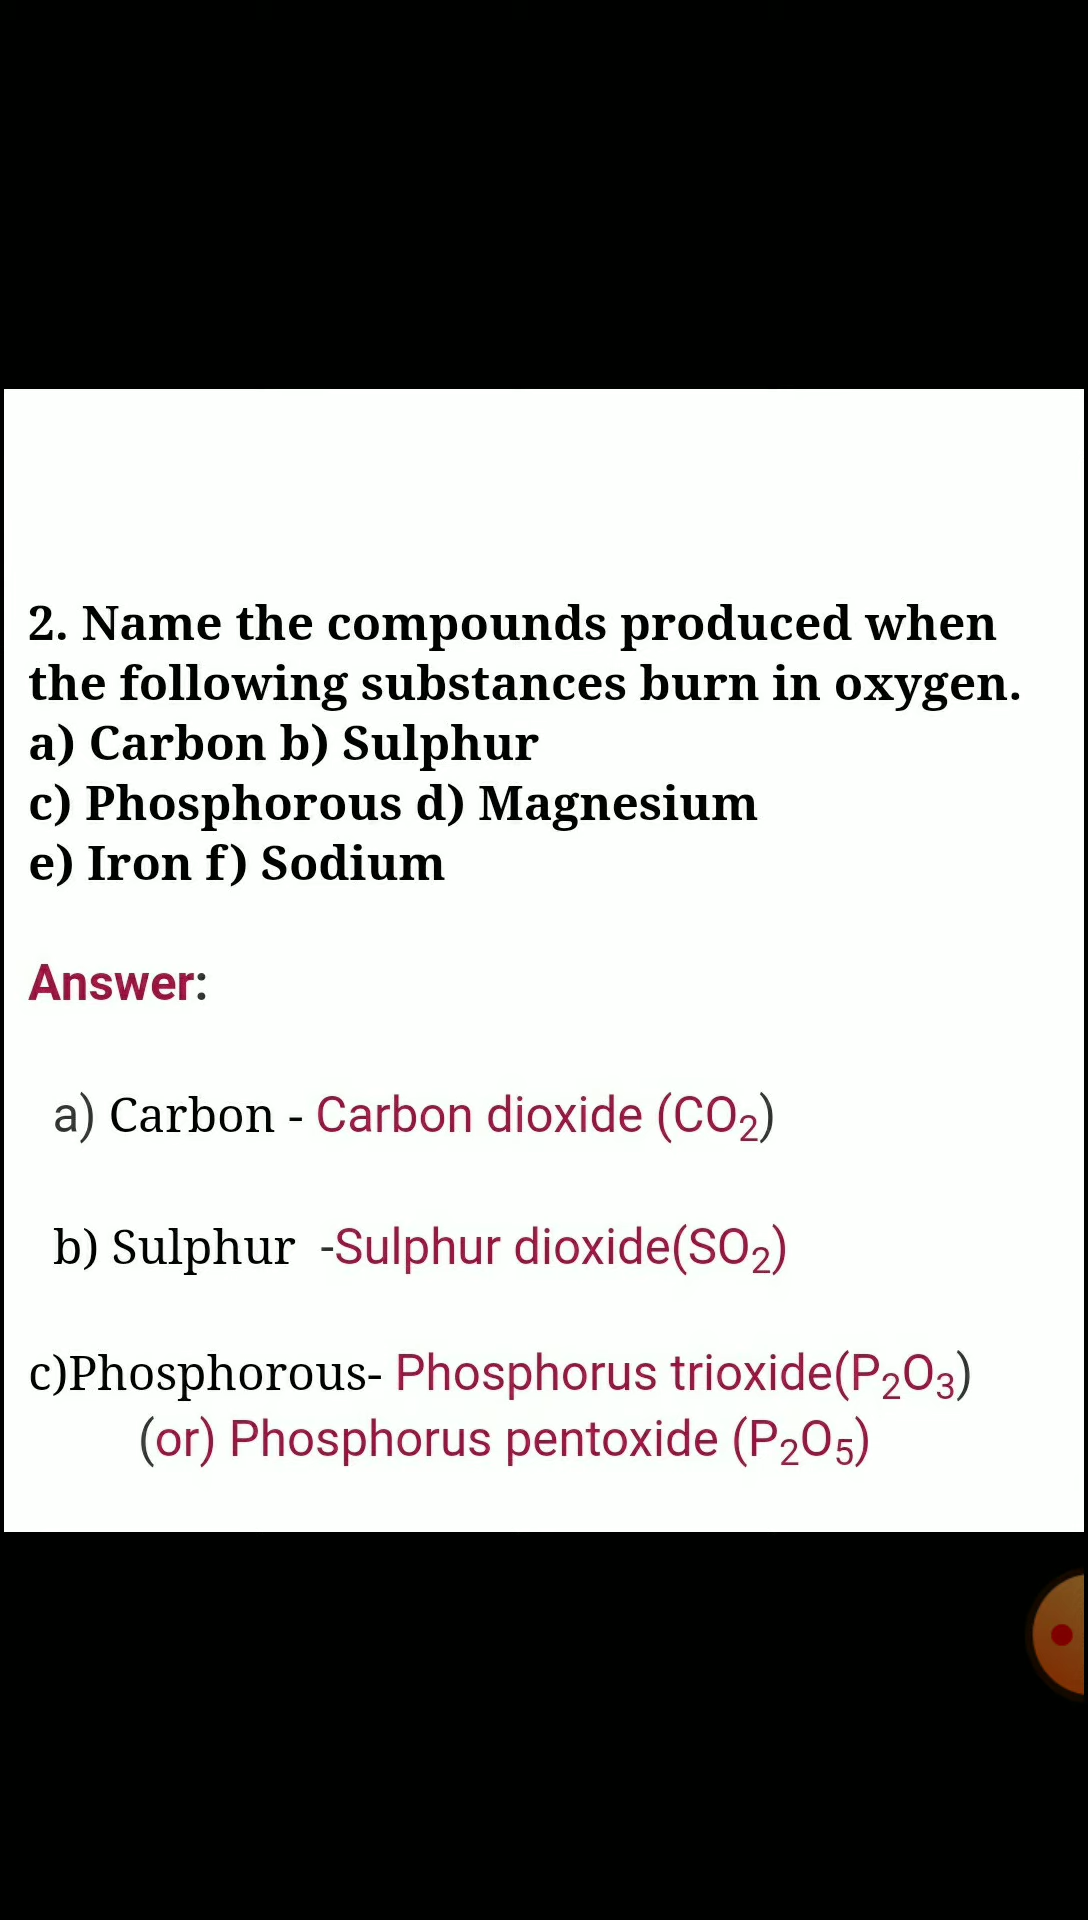 2. Name the compounds produced when
the following substances burn in oxygen.
a) Carbon b) Sulphur
c) Phosphorous d) Magnesium
e) Iron f) Sodium
Answer:
a) Carbon - Carbon dioxide (CO₂)
b) Sulphur -Sulphur dioxide(SO₂)
c)Phosphorous- Phosphorus trioxide(P₂O₃)
(or) Phosphorus pentoxide (P₂O₅)